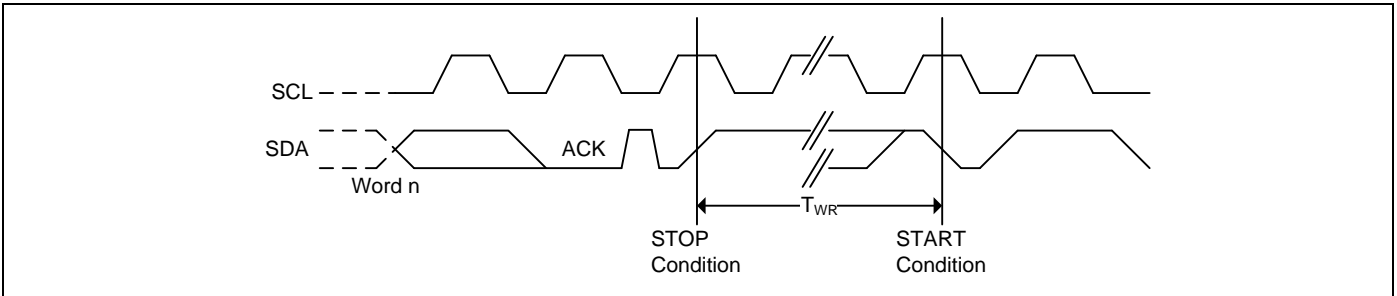 SCL
SDA
ACK
Word n
TWR
STOP
Condition
START
Condition